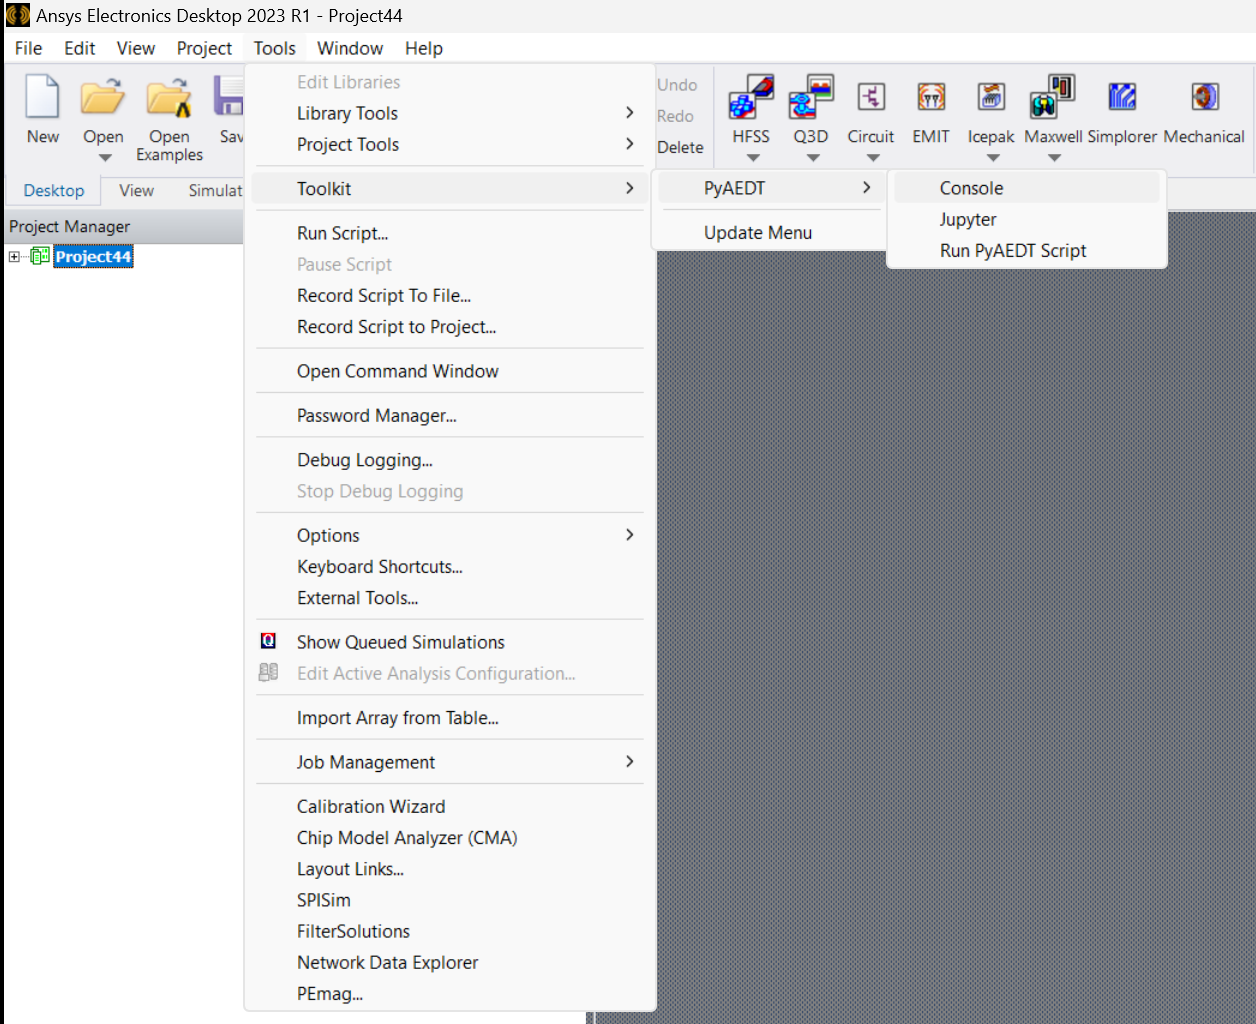 Ansys Electronics Desktop 2023 R1 - Project44
File Edit View Project Tools Window Help
New
Open
Open Examples
Sav
Undo
Redo
Delete
HFSS
Q3D
Circuit
EMIT
Icepak
Maxwell
Simplorer
Mechanical
Desktop View Simulat
Project Manager
Project44
Edit Libraries
Library Tools
Project Tools
Toolkit
Run Script...
Pause Script
Record Script To File...
Record Script to Project...
Open Command Window
Password Manager...
Debug Logging...
Stop Debug Logging
Options
Keyboard Shortcuts...
External Tools...
Show Queued Simulations
Edit Active Analysis Configuration...
Import Array from Table...
Job Management
Calibration Wizard
Chip Model Analyzer (CMA)
Layout Links...
SPISim
FilterSolutions
Network Data Explorer
PEmag...
PyAEDT
Update Menu
Console
Jupyter
Run PyAEDT Script